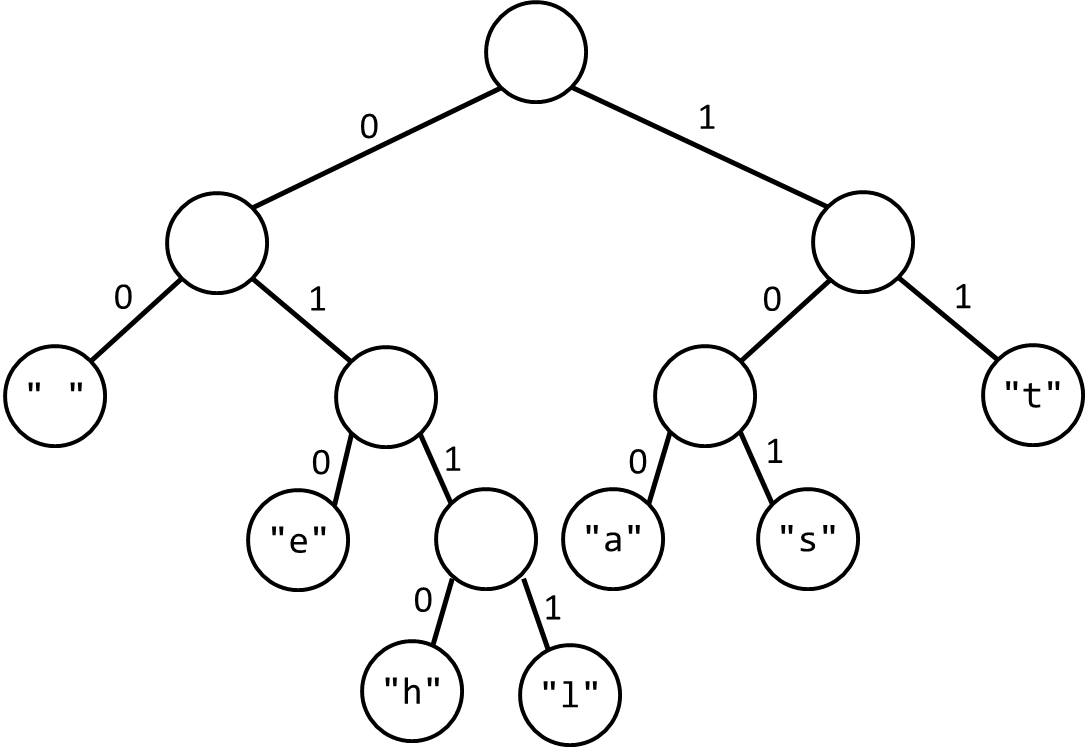 0 1
0 1 0 1
" " "t"
0 1 0 1
"e" "a" "s"
0 1
"h" "l"